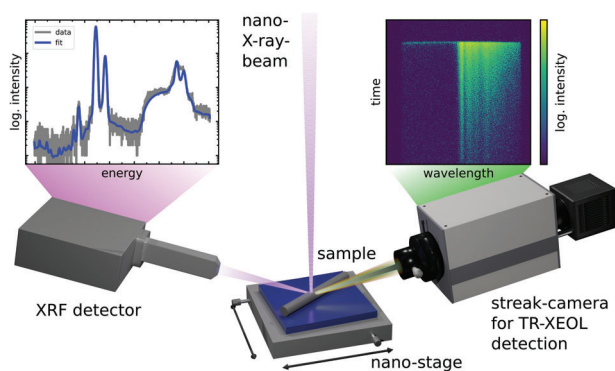 data
fit
log. intensity
energy
nano-
X-ray-
beam
time
wavelength
log. intensity
XRF detector
sample
nano-stage
streak-camera
for TR-XEOL
detection